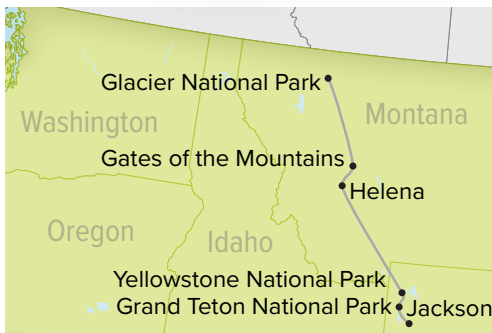 Glacier National Park
Washington
Montana
Gates of the Mountains
Helena
Oregon
Idaho
Yellowstone National Park
Grand Teton National Park
Jackson